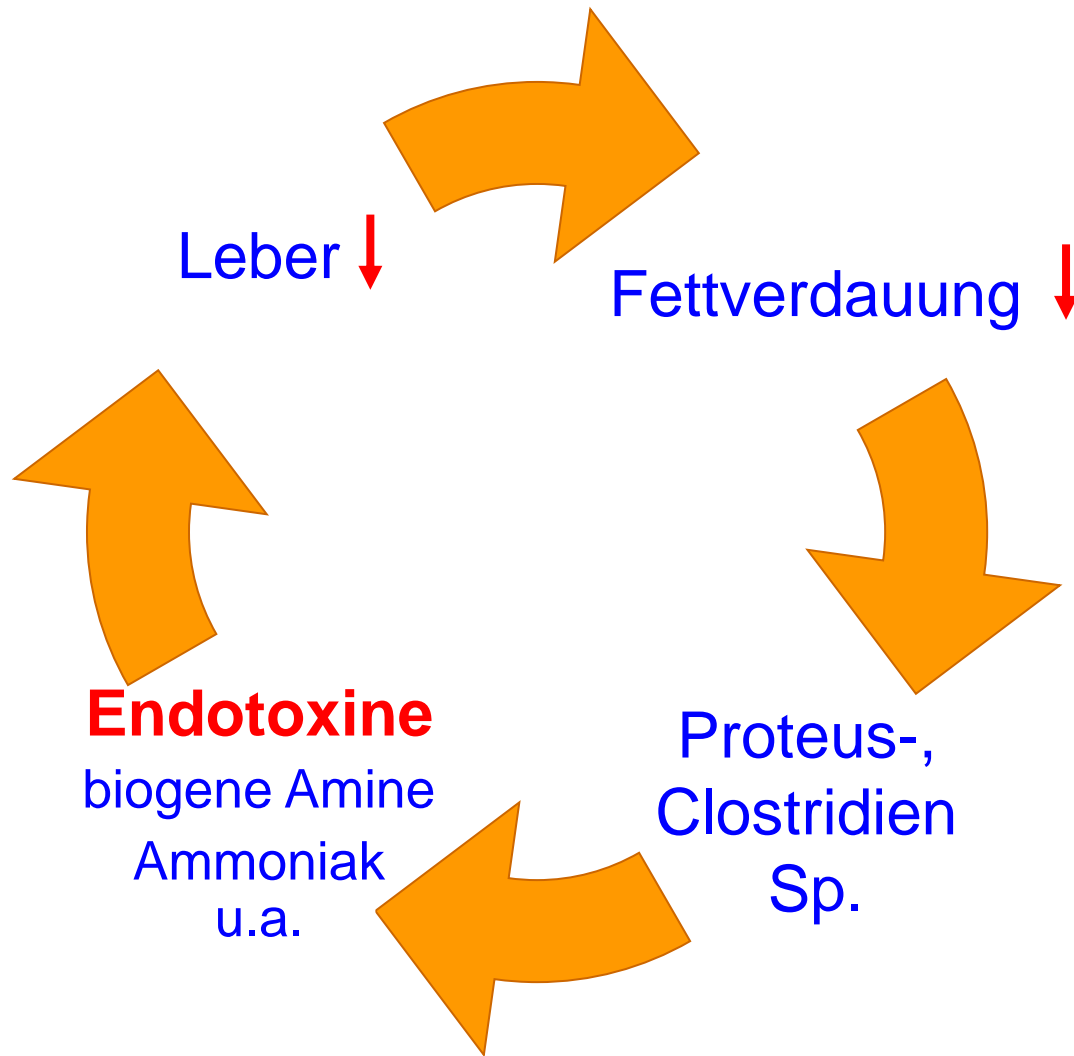 Leber
Fettverdauung
Proteus-,
Clostridien
Sp.
Endotoxine
biogene Amine
Ammoniak
u.a.